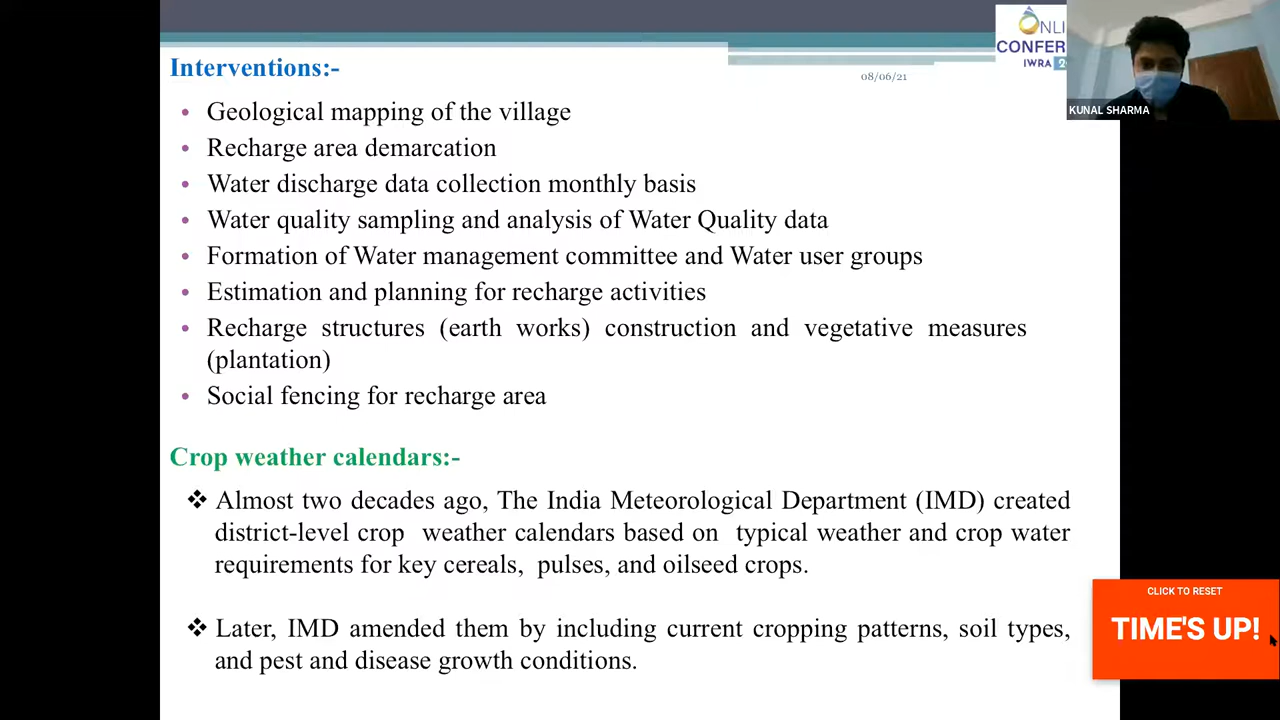 NLI
CONFER
IWRA 2
Interventions:-
08/06/21
KUNAL SHARMA
• Geological mapping of the village
• Recharge area demarcation
• Water discharge data collection monthly basis
• Water quality sampling and analysis of Water Quality data
• Formation of Water management committee and Water user groups
• Estimation and planning for recharge activities
• Recharge structures (earth works) construction and vegetative measures
(plantation)
• Social fencing for recharge area
Crop weather calendars:-
❖ Almost two decades ago, The India Meteorological Department (IMD) created
district-level crop weather calendars based on typical weather and crop water
requirements for key cereals, pulses, and oilseed crops.
❖ Later, IMD amended them by including current cropping patterns, soil types,
and pest and disease growth conditions.
CLICK TO RESET
TIME'S UP!